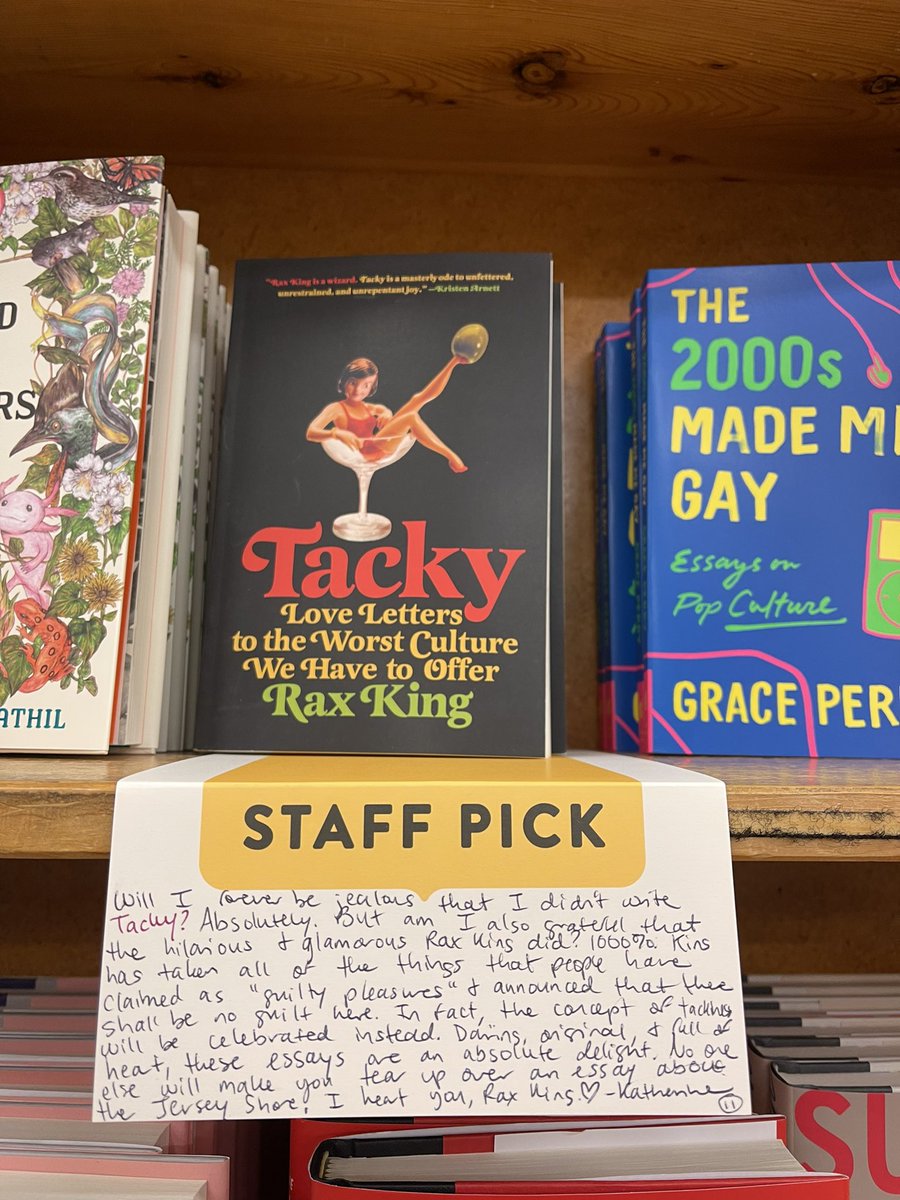 D
RS
ATHIL
"Rax King is a wizard. Tacky is a masterly ode to unfettered,
unrestrained, and unrepentant joy." —Kristen Arnett
Tacky
Love Letters
to the Worst Culture
We Have to Offer
Rax King
THE
2000s
MADE M
GAY
Essays on
Pop Culture
GRACE PER
STAFF PICK
Will I forever be jealous that I didn't write
Tacky? Absolutely. But am I also grateful that
the hilarious & glamorous Rax King did? 1000%. King
has taken all of the things that people have
claimed as "guilty pleasures" & announced that there
shall be no guilt here. In fact, the concept of tackiness
will be celebrated instead. Daring, original, & full of
heat, these essays are an absolute delight. No one
else will make you tear up over an essay about
the Jersey Shore! I heart you, Rax King. ♡ -Katherine
SU